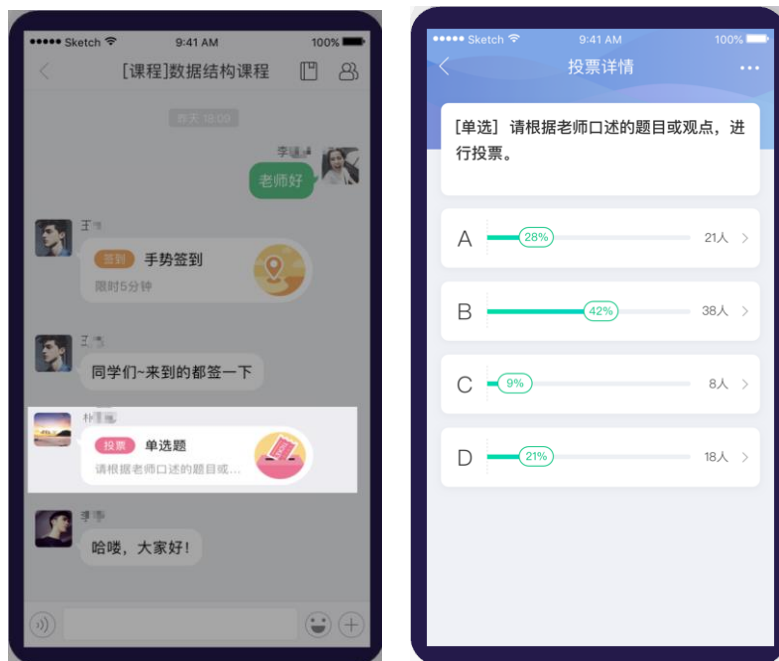 Sketch
9:41 AM
100%
[课程]数据结构课程
昨天 18:09
老师好
签到 手势签到
限时5分钟
同学们~来到的都签一下
投票 单选题
请根据老师口述的题目或...
哈喽，大家好！
Sketch
9:41 AM
100%
投票详情
[单选] 请根据老师口述的题目或观点，进
行投票。
A 28% 21人
B 42% 38人
C 9% 8人
D 21% 18人